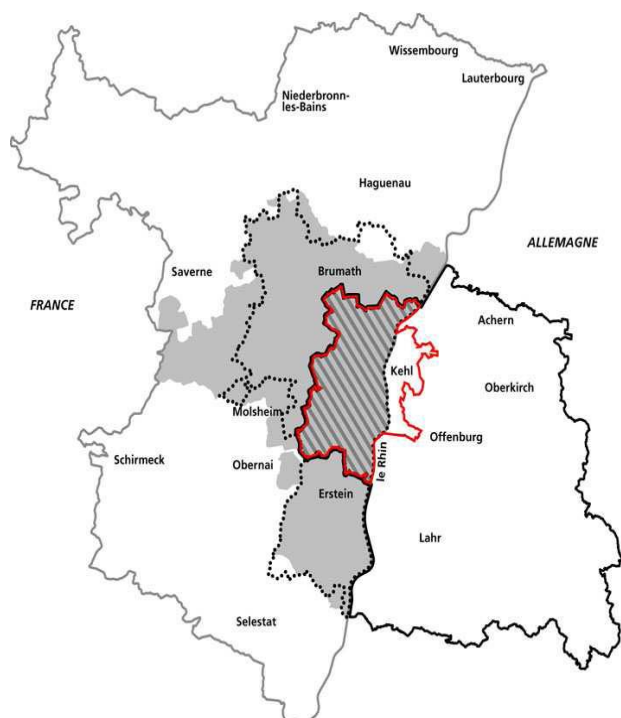 Wissembourg
Lauterbourg
Niederbronn-
les-Bains
Haguenau
ALLEMAGNE
Saverne
Brumath
FRANCE
Achern
Kehl
Oberkirch
Molsheim
Offenburg
Schirmeck
Obernai
le Rhin
Erstein
Lahr
Selestat